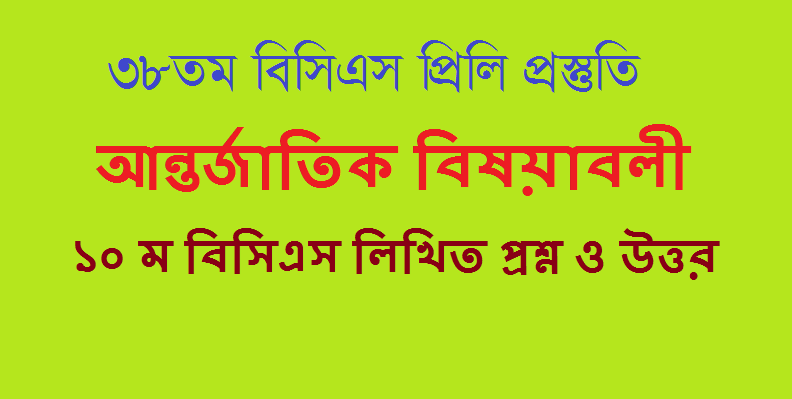 ৩৮তম বিসিএস প্রিলি প্রস্তুতি
আন্তর্জাতিক বিষয়াবলী
১০ ম বিসিএস লিখিত প্রশ্ন ও উত্তর